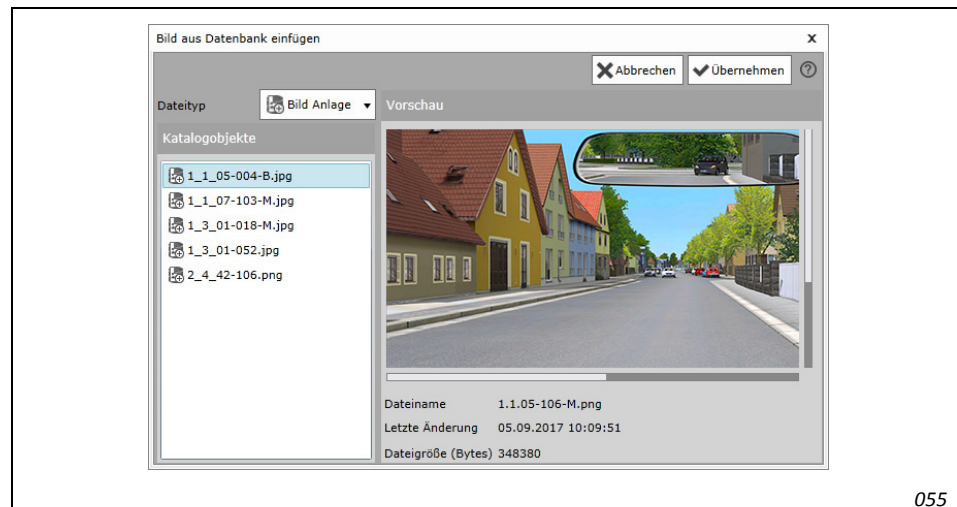 Bild aus Datenbank einfügen x
Abbrechen Übernehmen ?
Dateityp Bild Anlage Vorschau
Katalogobjekte
1_1_05-004-B.jpg
1_1_07-103-M.jpg
1_3_01-018-M.jpg
1_3_01-052.jpg
2_4_42-106.png
Dateiname 1.1.05-106-M.png
Letzte Änderung 05.09.2017 10:09:51
Dateigröße (Bytes) 348380
055